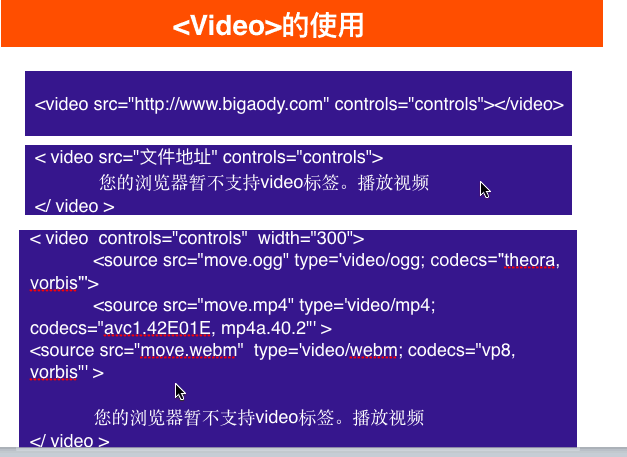 <Video>的使用
<video src="http://www.bigaody.com" controls="controls"></video>
< video src="文件地址" controls="controls">
您的浏览器暂不支持video标签。播放视频
</ video >
< video  controls="controls"  width="300">
<source src="move.ogg" type='video/ogg; codecs="theora,
vorbis"'>
<source src="move.mp4" type='video/mp4;
codecs="avc1.42E01E, mp4a.40.2"' >
<source src="move.webm"  type='video/webm; codecs="vp8,
vorbis"' >
您的浏览器暂不支持video标签。播放视频
</ video >